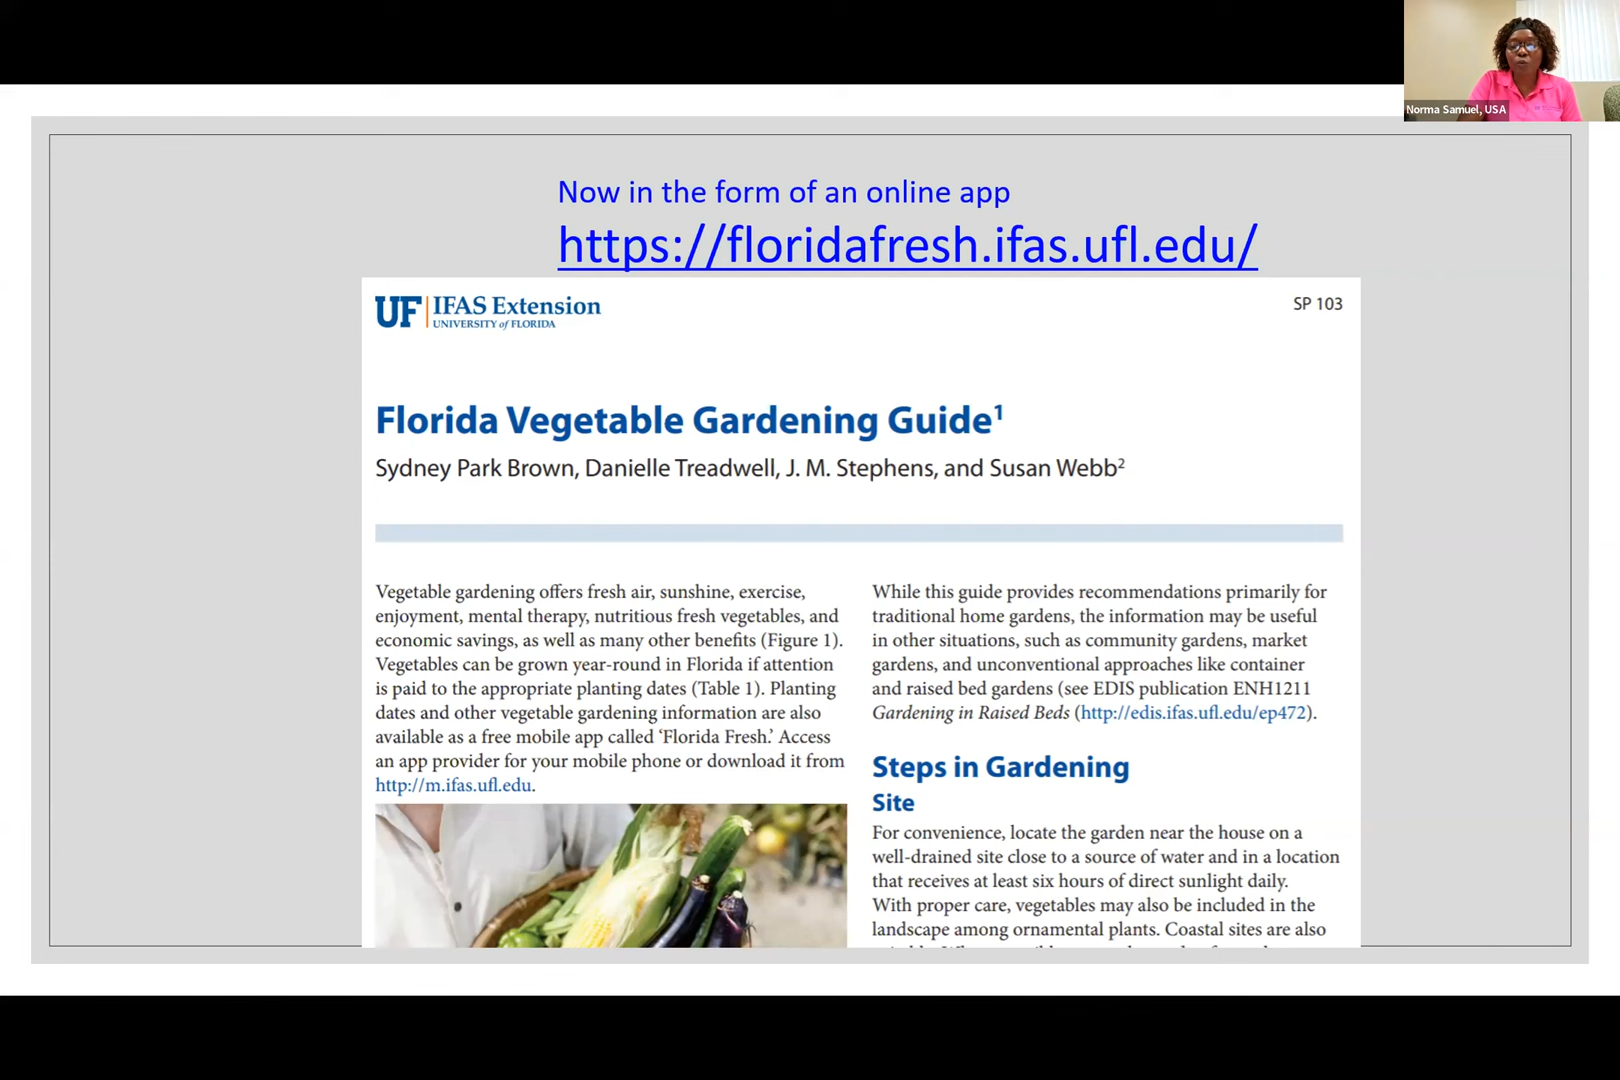 Norma Samuel, USA
Now in the form of an online app
https://floridafresh.ifas.ufl.edu/
UF IFAS Extension
UNIVERSITY of FLORIDA
SP 103
Florida Vegetable Gardening Guide¹
Sydney Park Brown, Danielle Treadwell, J. M. Stephens, and Susan Webb²
Vegetable gardening offers fresh air, sunshine, exercise,
enjoyment, mental therapy, nutritious fresh vegetables, and
economic savings, as well as many other benefits (Figure 1).
Vegetables can be grown year-round in Florida if attention
is paid to the appropriate planting dates (Table 1). Planting
dates and other vegetable gardening information are also
available as a free mobile app called ‘Florida Fresh.’ Access
an app provider for your mobile phone or download it from
http://m.ifas.ufl.edu.
While this guide provides recommendations primarily for
traditional home gardens, the information may be useful
in other situations, such as community gardens, market
gardens, and unconventional approaches like container
and raised bed gardens (see EDIS publication ENH1211
Gardening in Raised Beds (http://edis.ifas.ufl.edu/ep472).
Steps in Gardening
Site
For convenience, locate the garden near the house on a
well-drained site close to a source of water and in a location
that receives at least six hours of direct sunlight daily.
With proper care, vegetables may also be included in the
landscape among ornamental plants. Coastal sites are also